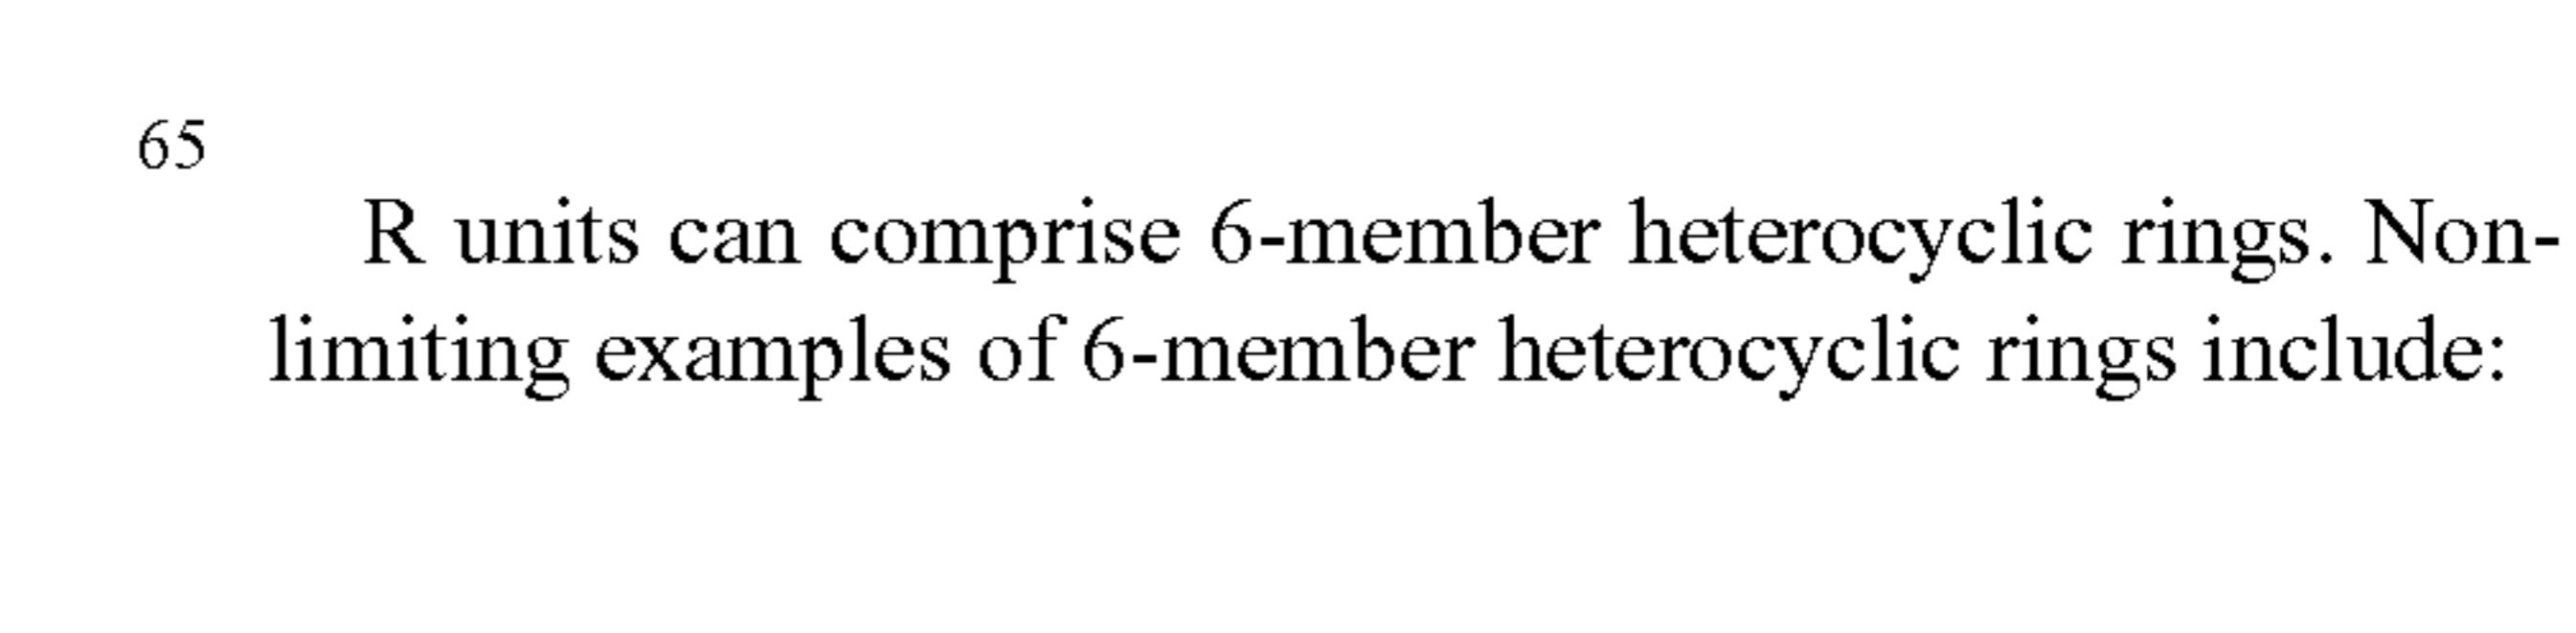 65
R units can comprise 6-member heterocyclic rings. Non-
limiting examples of 6-member heterocyclic rings include: